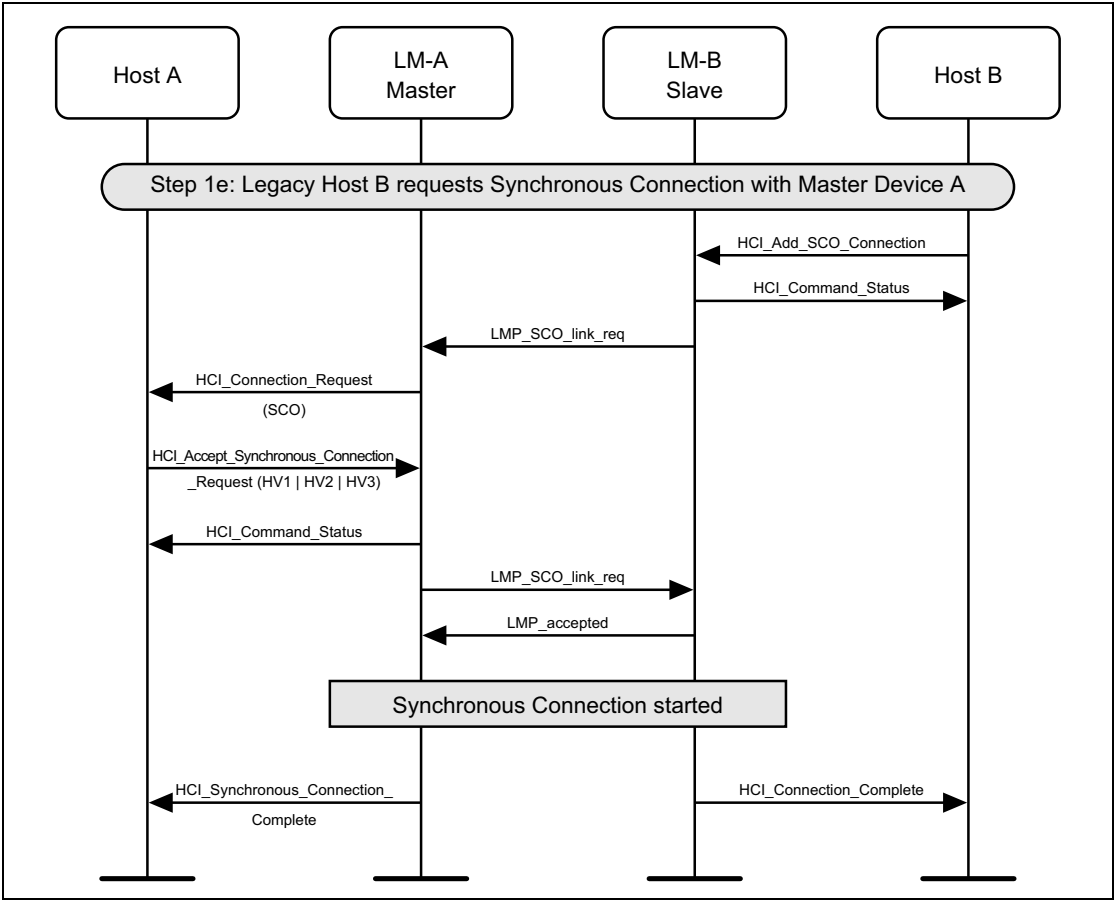 Host A
LM-A
Master
LM-B
Slave
Host B
Step 1e: Legacy Host B requests Synchronous Connection with Master Device A
HCI_Add_SCO_Connection
HCI_Command_Status
LMP_SCO_link_req
HCI_Connection_Request
(SCO)
HCI_Accept_Synchronous_Connection
_Request (HV1 | HV2 | HV3)
HCI_Command_Status
LMP_SCO_link_req
LMP_accepted
Synchronous Connection started
HCI_Synchronous_Connection_
Complete
HCI_Connection_Complete